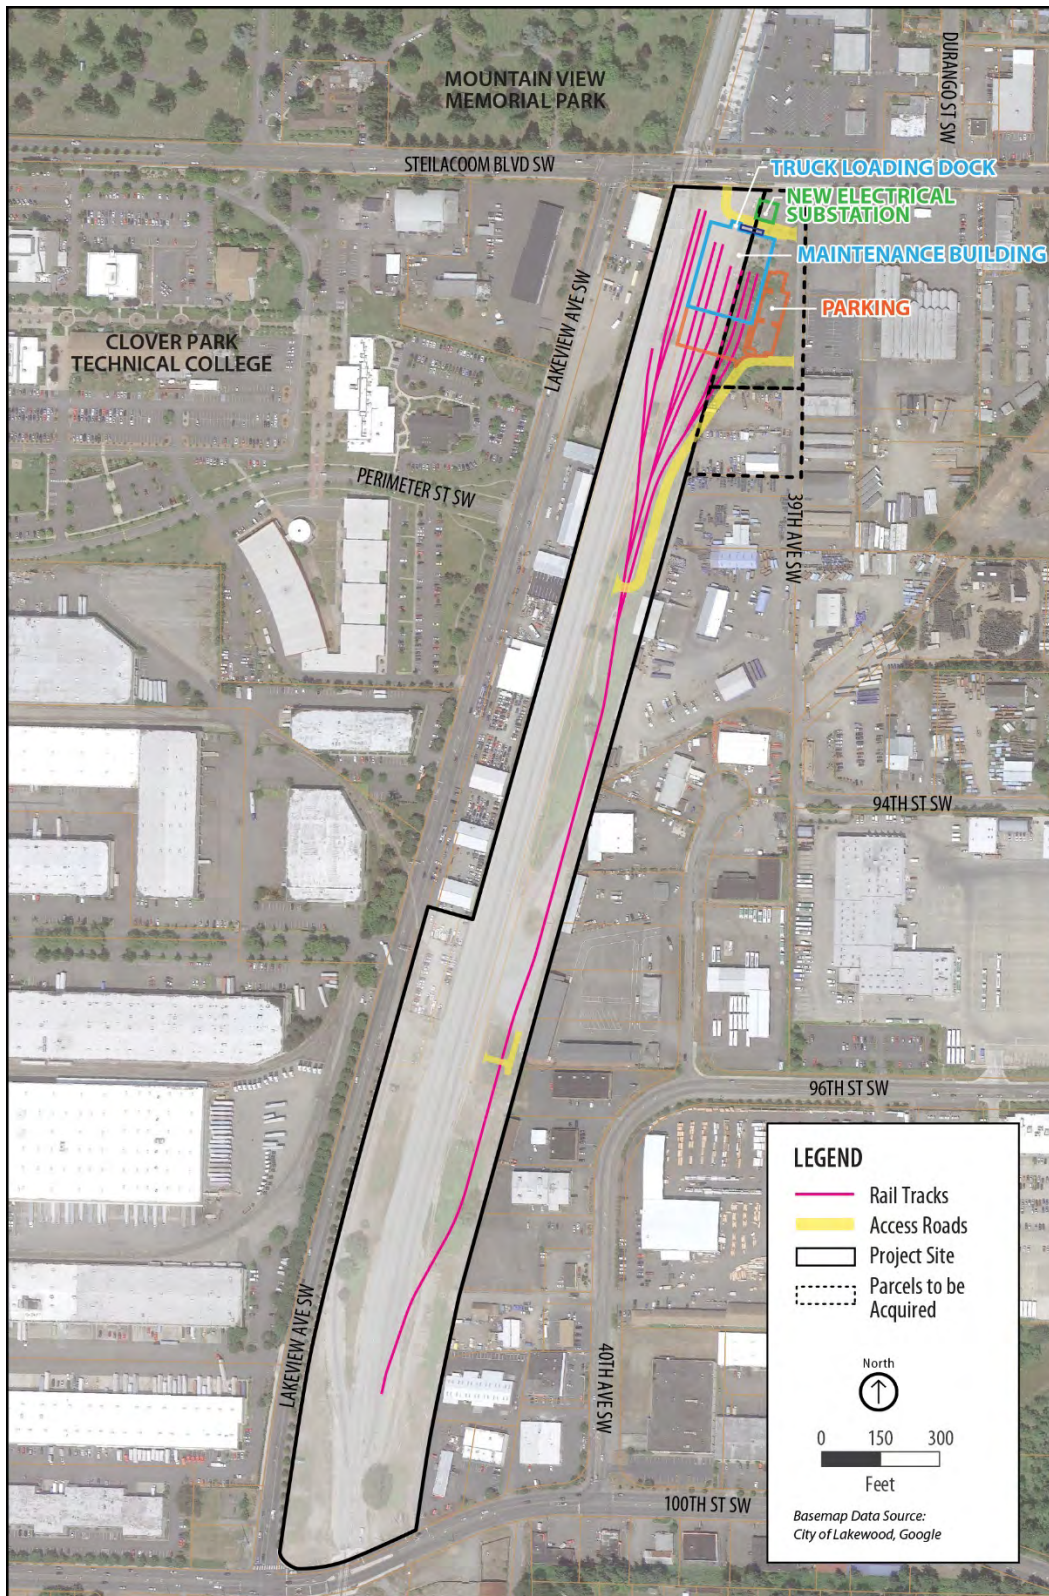 MOUNTAIN VIEW
MEMORIAL PARK
DURANGO ST SW
STEILACOOM BLVD SW
TRUCK LOADING DOCK
NEW ELECTRICAL
SUBSTATION
MAINTENANCE BUILDING
PARKING
LAKEVIEW AVE SW
CLOVER PARK
TECHNICAL COLLEGE
PERIMETER ST SW
39TH AVE SW
94TH ST SW
96TH ST SW
LAKEVIEW AVE SW
40TH AVE SW
100TH ST SW
LEGEND
Rail Tracks
Access Roads
Project Site
Parcels to be
Acquired
North
0 150 300
Feet
Basemap Data Source:
City of Lakewood, Google